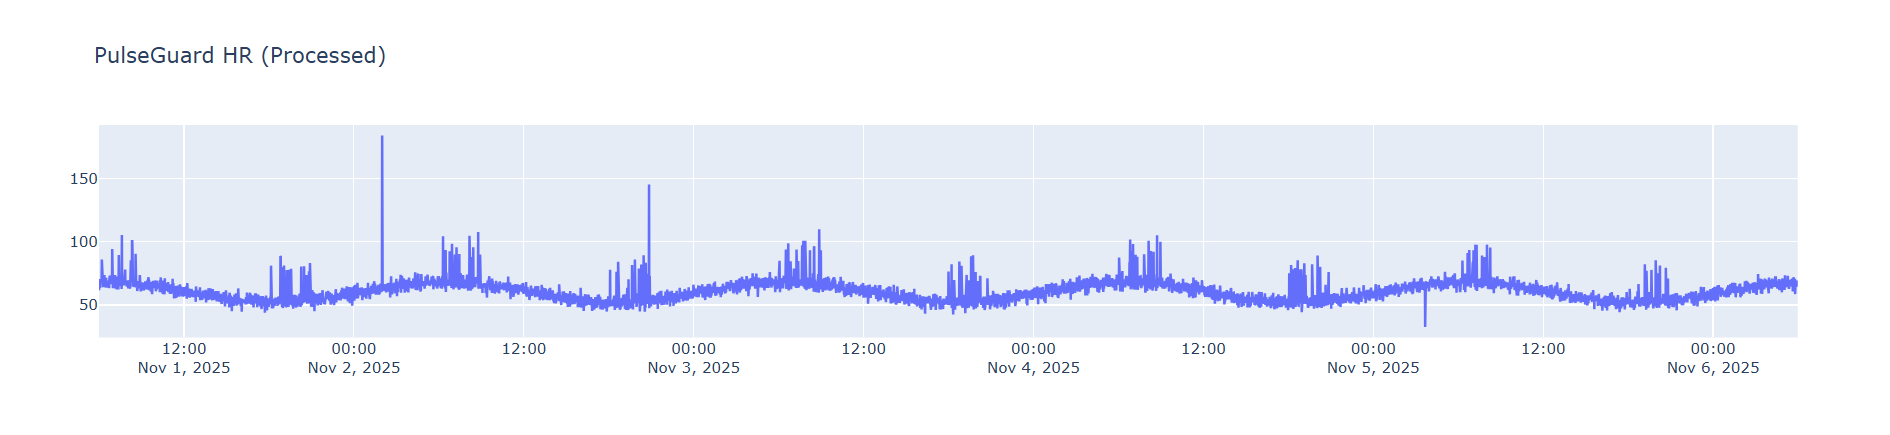 PulseGuard HR (Processed)
150
100
50
12:00 00:00 12:00 00:00 12:00 00:00 12:00 00:00 12:00 00:00
Nov 1, 2025 Nov 2, 2025 Nov 3, 2025 Nov 4, 2025 Nov 5, 2025 Nov 6, 2025